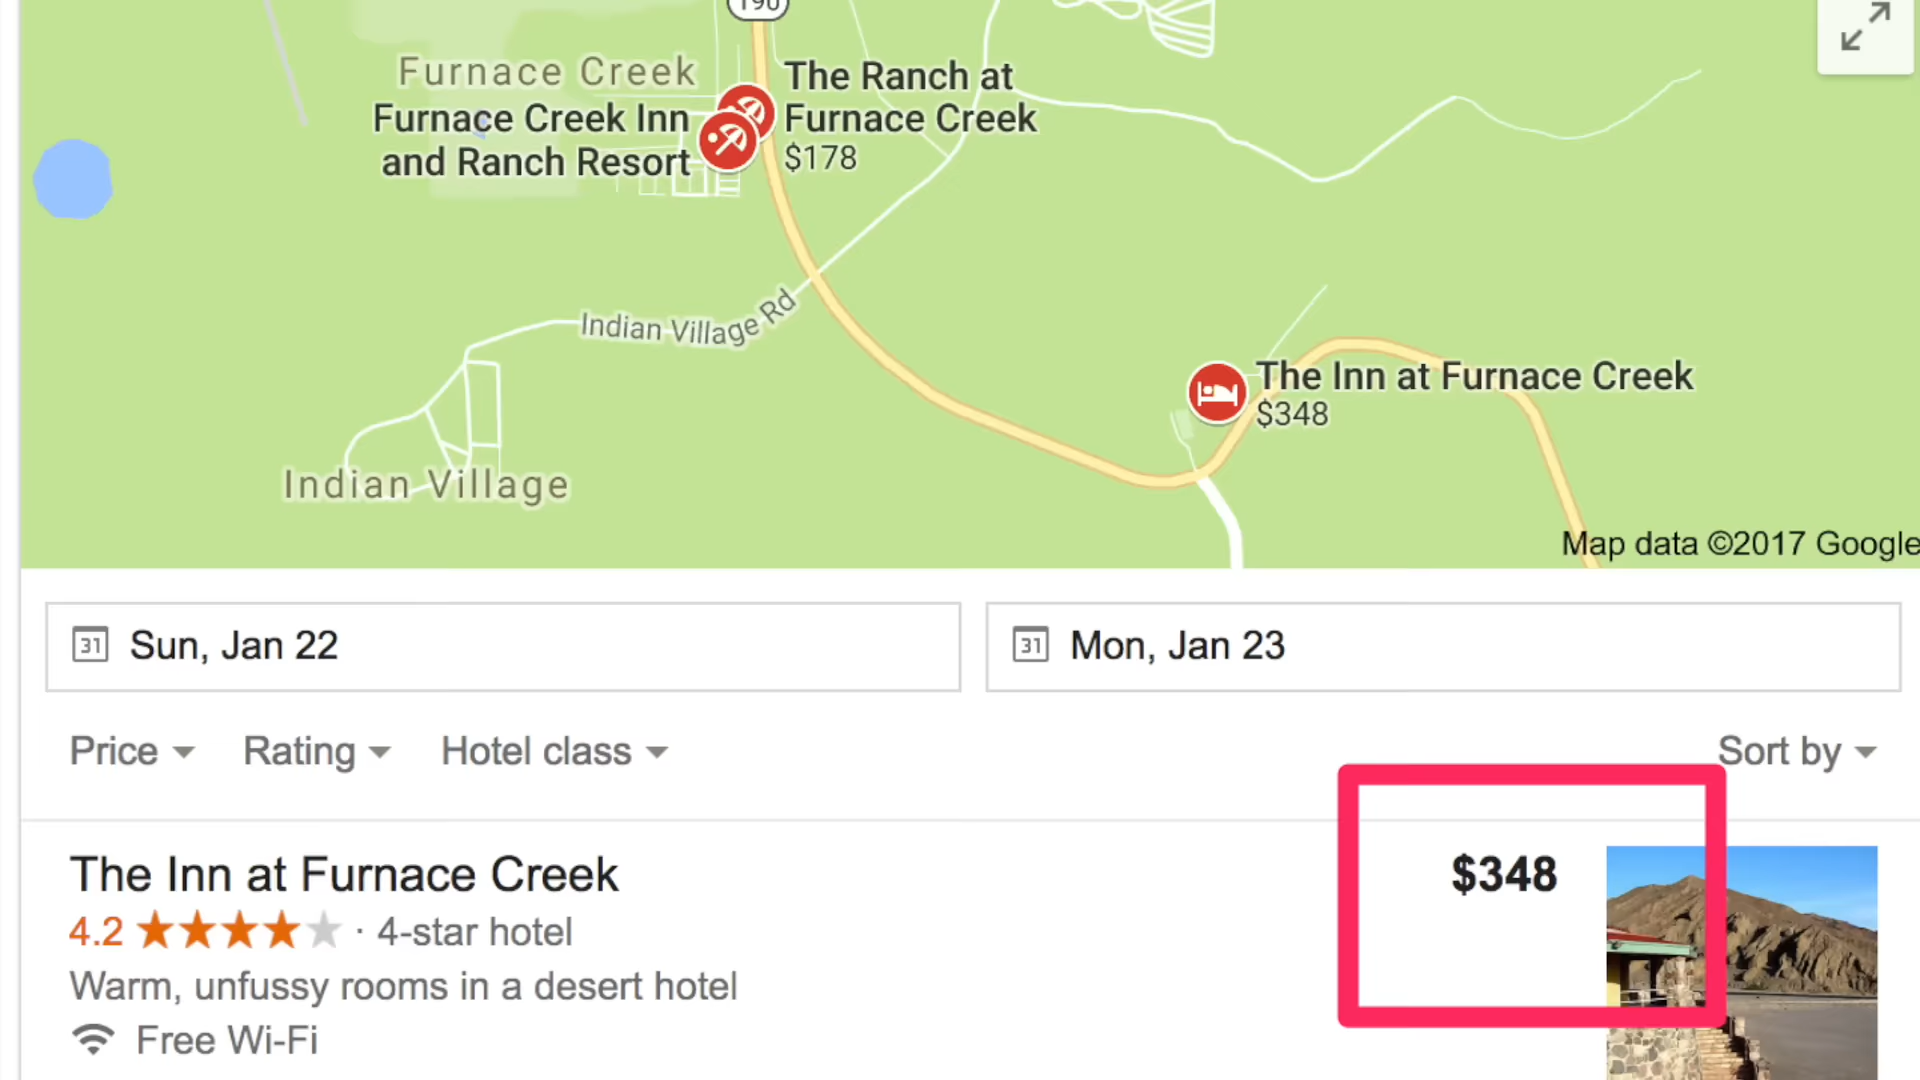 190
Furnace Creek
Furnace Creek Inn
and Ranch Resort
The Ranch at
Furnace Creek
$178
Indian Village Rd
The Inn at Furnace Creek
$348
Indian Village
Map data ©2017 Google
31 Sun, Jan 22
31 Mon, Jan 23
Price Rating Hotel class Sort by
The Inn at Furnace Creek $348
4.2 · 4-star hotel
Warm, unfussy rooms in a desert hotel
Free Wi-Fi